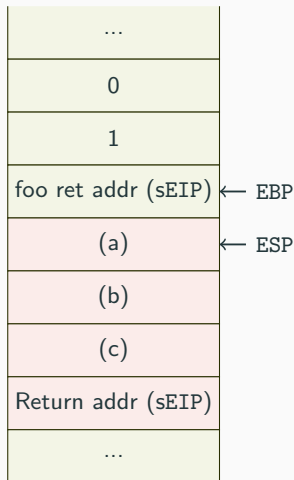 ...
0
1
foo ret addr (sEIP) ← EBP
(a) ← ESP
(b)
(c)
Return addr (sEIP)
...